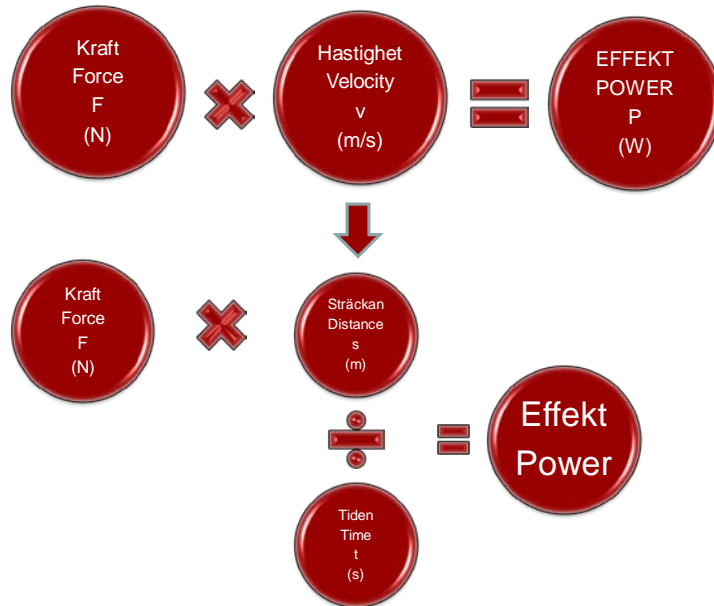 Kraft
Force
F
(N)
Hastighet
Velocity
v
(m/s)
EFFEKT
POWER
P
(W)
Kraft
Force
F
(N)
Sträckan
Distance
s
(m)
Effekt
Power
Tiden
Time
t
(s)